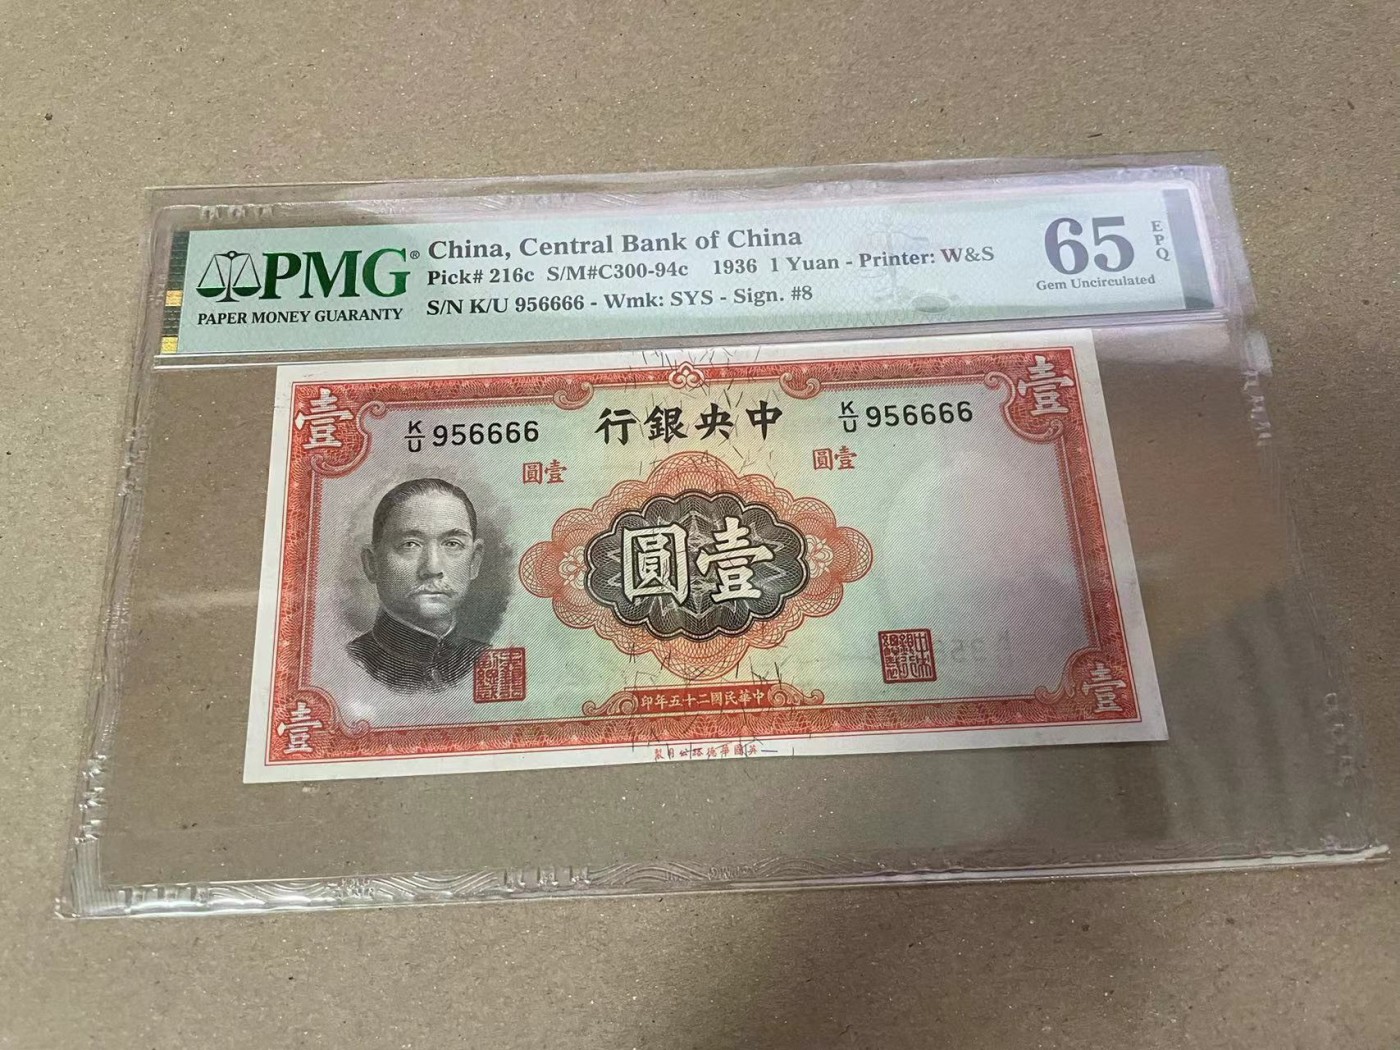 PMG®
PAPER MONEY GUARANTY
China, Central Bank of China
Pick# 216c S/M#C300-94c 1936 1 Yuan - Printer: W&S
S/N K/U 956666 - Wmk: SYS - Sign. #8
65
EPQ
Gem Uncirculated
壹
壹
K/U 956666
行銀央中
K/U 956666
圓壹
圓壹
圓壹
印年五十二國民華中
壹
壹